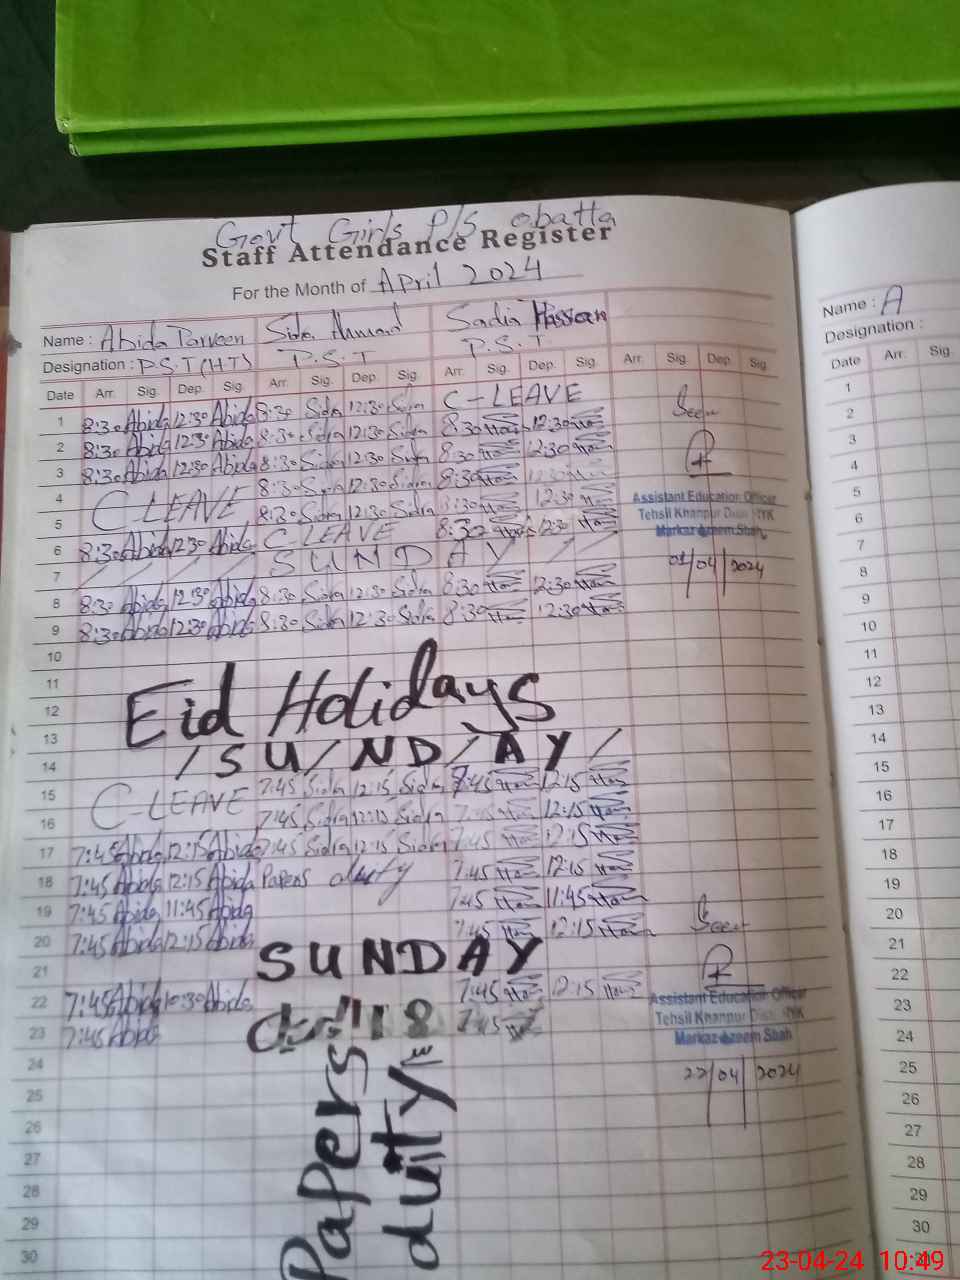 Govt Girls P/S obatta
Staff Attendance Register
For the Month of April 2024
Name : Abida Parveen Sidra Hamad Sadia Hassan
Designation : P.S.T (HT) P.S.T P.S.T
Date Arr. Sig. Dep. Sig. Arr. Sig. Dep. Sig. Arr. Sig. Dep. Sig. Arr. Sig. Dep. Sig.
1 8:30 Abida 12:30 Abida 8:30 Sidra 12:30 Sidra C-LEAVE
2 8:30 Abida 12:30 Abida 8:30 Sidra 12:30 Sidra 8:30 12:30
3 8:30 Abida 12:30 Abida 8:30 Sidra 12:30 Sidra 8:30 12:30
4 C LEAVE 8:30 Sidra 12:30 Sidra 8:30 12:30
5 8:30 Sidra 12:30 Sidra 8:30 12:30
6 8:30 Abida 12:30 Abida C LEAVE 8:30 12:30
7 SUNDAY
8 8:30 Abida 12:30 Abida 8:30 Sidra 12:30 Sidra 8:30 12:30
9 8:30 Abida 12:30 Abida 8:30 Sidra 12:30 Sidra 8:30 12:30
10
11
12 Eid Holidays
13
14 / SU / ND / AY /
15 C-LEAVE 7:45 Sidra 12:15 Sidra 7:45 12:15
16 7:45 Sidra 12:15 Sidra 7:45 12:15
17 7:45 Abida 12:15 Abida 7:45 Sidra 12:15 Sidra 7:45 12:15
18 7:45 Abida 12:15 Abida Papers duty 7:45 12:15
19 7:45 Abida 11:45 Abida 7:45 11:45
20 7:45 Abida 12:15 Abida 7:45 12:15
21 SUNDAY
22 7:45 Abida 10:30 Abida 7:45 12:15
23 7:45 Abida 7:45
24
25
26
27
28
29
30
Papers
duity
Seen
Assistant Education Officer
Tehsil Khanpur Distt
Markaz Azeem Shah
01/04/2024
Seen
Assistant Education Officer
Tehsil Khanpur Distt
Markaz Azeem Shah
22/04/2024
Name : A
Designation :
Date Arr. Sig.
1
2
3
4
5
6
7
8
9
10
11
12
13
14
15
16
17
18
19
20
21
22
23
24
25
26
27
28
29
30
23-04-24 10:49